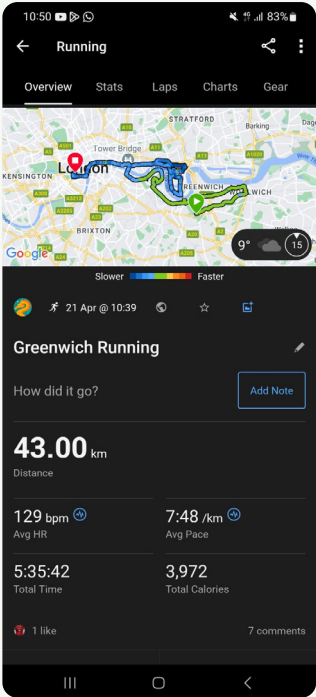 10:50 83%
Running
Overview Stats Laps Charts Gear
STRATFORD
Barking
Tower Bridge
London
KENSINGTON
GREENWICH
WOOLWICH
BRIXTON
Google
9° 15
Slower Faster
21 Apr @ 10:39
Greenwich Running
How did it go? Add Note
43.00 km
Distance
129 bpm 7:48 /km
Avg HR Avg Pace
5:35:42 3,972
Total Time Total Calories
1 like 7 comments